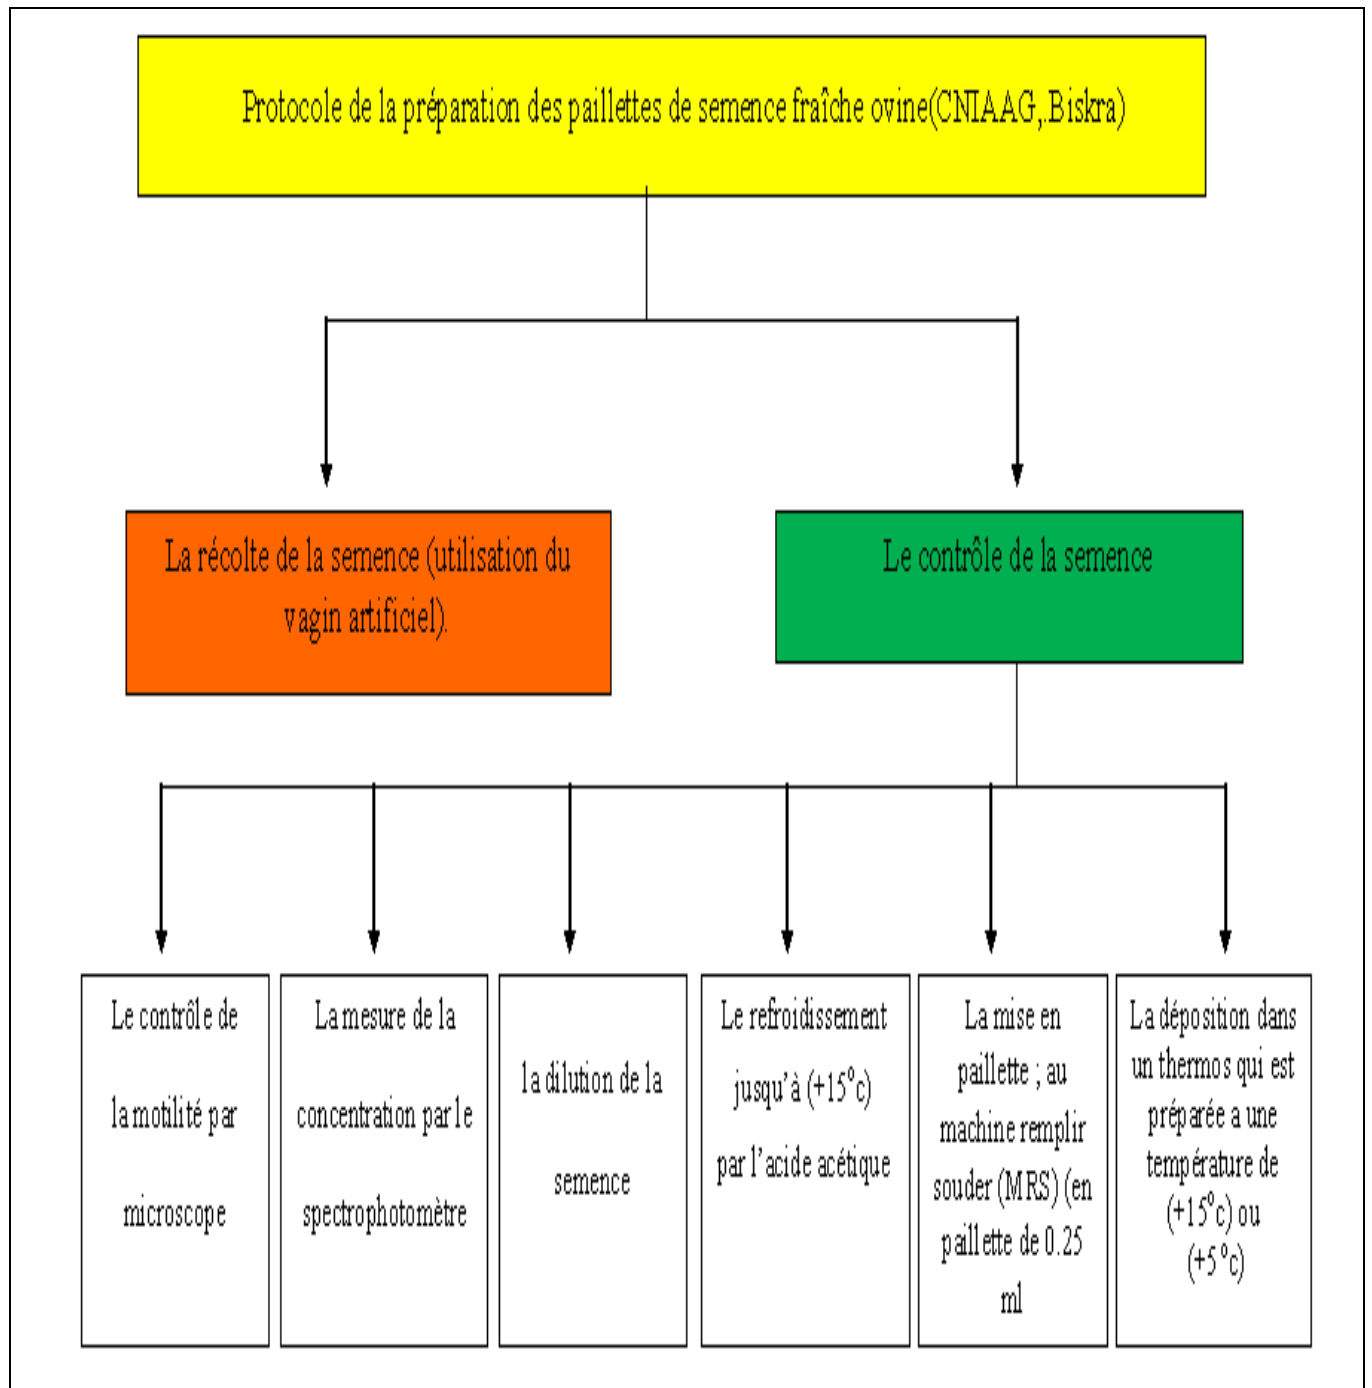 Protocole de la préparation des paillettes de semence fraîche ovine(CNIAAG,.Biskra)
La récolte de la semence (utilisation du
vagin artificiel).
Le contrôle de la semence
Le contrôle de
la motilité par
microscope
La mesure de la
concentration par le
spectrophotomètre
la dilution de la
semence
Le refroidissement
jusqu’à (+15°c)
par l’acide acétique
La mise en
paillette ; au
machine remplir
souder (MRS) (en
paillette de 0.25
ml
La déposition dans
un thermos qui est
préparée a une
température de
(+15°c) ou
(+5°c)